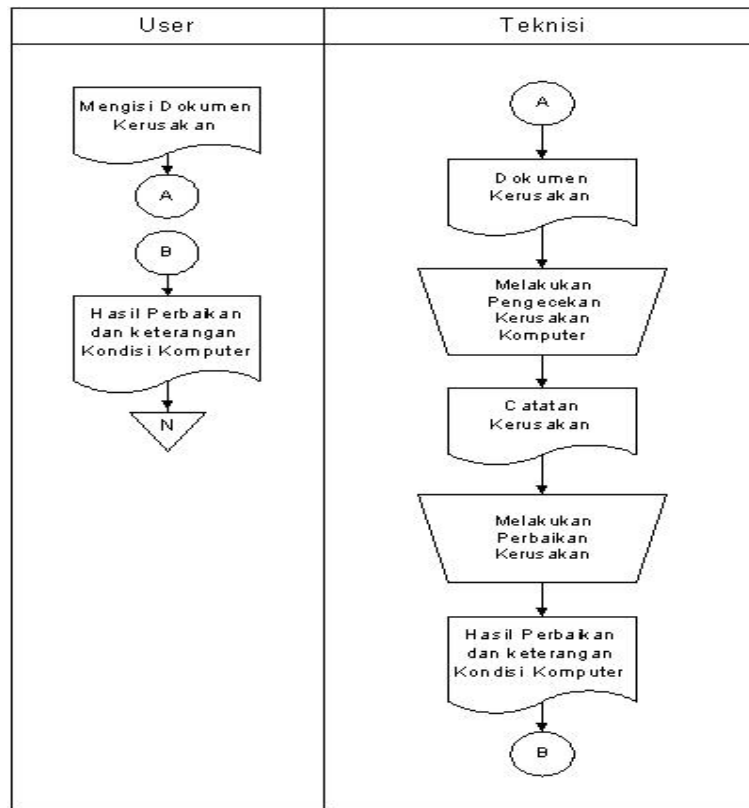 User
Teknisi
Mengisi Dokumen
Kerusakan
A
B
Hasil Perbaikan
dan keterangan
Kondisi Komputer
N
A
Dokumen
Kerusakan
Melakukan
Pengecekan
Kerusakan
Komputer
Catatan
Kerusakan
Melakukan
Perbaikan
Kerusakan
Hasil Perbaikan
dan keterangan
Kondisi Komputer
B